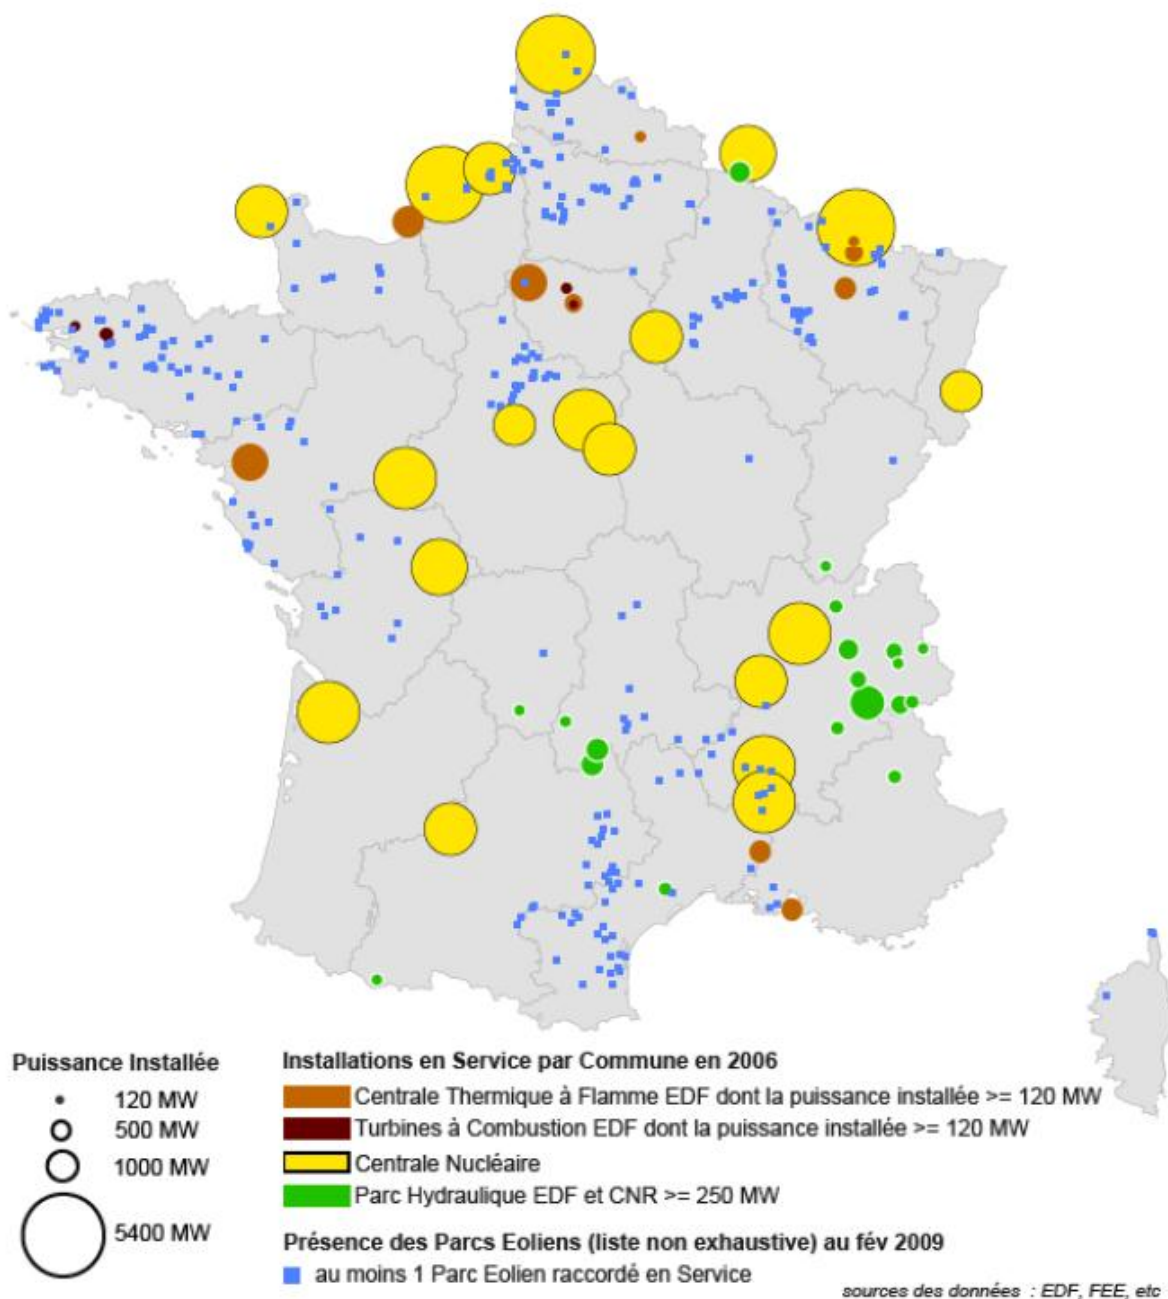 Puissance Installée
120 MW
500 MW
1000 MW
5400 MW
Installations en Service par Commune en 2006
Centrale Thermique à Flamme EDF dont la puissance installée >= 120 MW
Turbines à Combustion EDF dont la puissance installée >= 120 MW
Centrale Nucléaire
Parc Hydraulique EDF et CNR >= 250 MW
Présence des Parcs Eoliens (liste non exhaustive) au fév 2009
au moins 1 Parc Eolien raccordé en Service
sources des données : EDF, FEE, etc